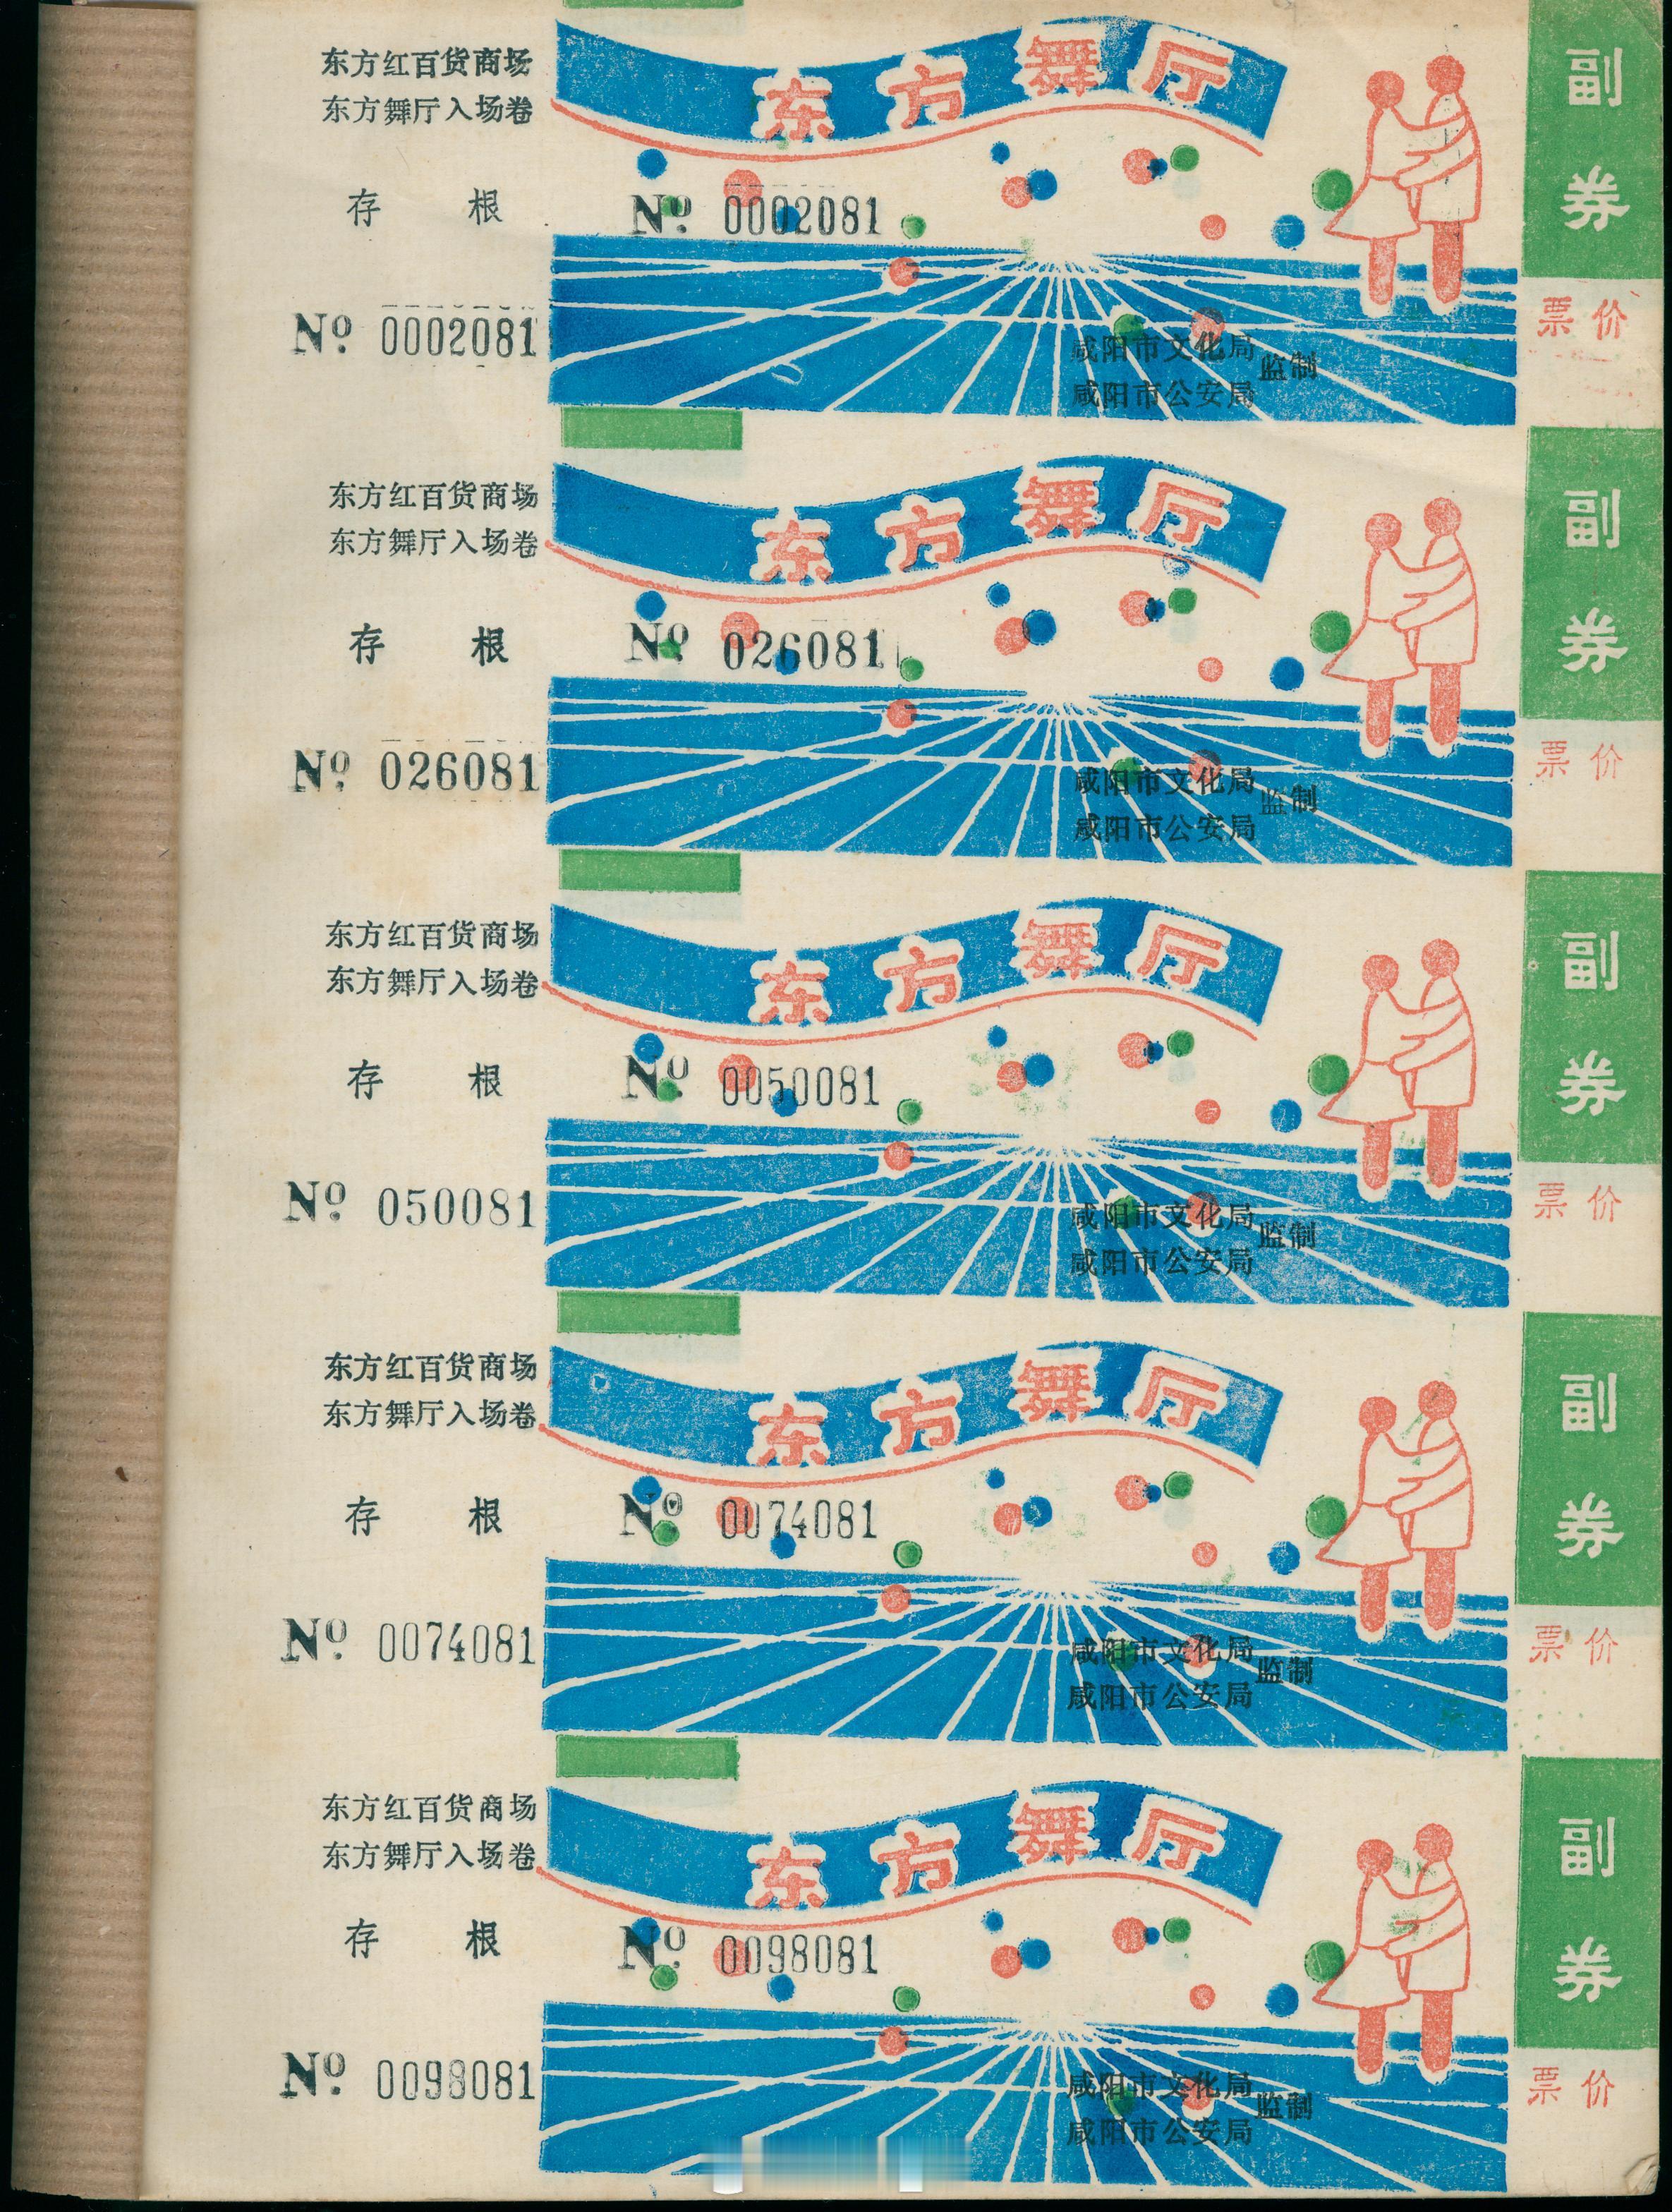 东方红百货商场
东方舞厅入场卷
存 根
Nº 0002081
东方舞厅
Nº 0002081
咸阳市文化局
咸阳市公安局
监制
副券
票价
东方红百货商场
东方舞厅入场卷
存 根
Nº 026081
东方舞厅
Nº 026081
咸阳市文化局
咸阳市公安局
监制
副券
票价
东方红百货商场
东方舞厅入场卷
存 根
Nº 050081
东方舞厅
Nº 0050081
咸阳市文化局
咸阳市公安局
监制
副券
票价
东方红百货商场
东方舞厅入场卷
存 根
Nº 0074081
东方舞厅
Nº 0074081
咸阳市文化局
咸阳市公安局
监制
副券
票价
东方红百货商场
东方舞厅入场卷
存 根
Nº 0098081
东方舞厅
Nº 0098081
咸阳市文化局
咸阳市公安局
监制
副券
票价